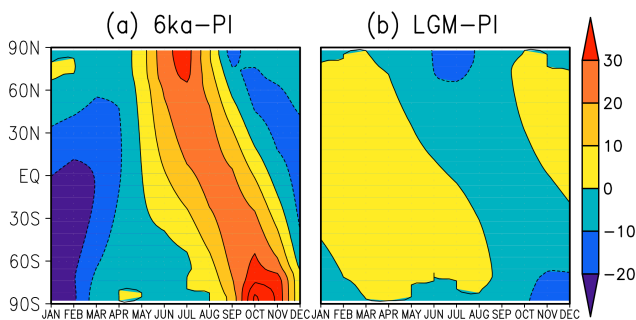 (a) 6ka-PI
(b) LGM-PI
90N
60N
30N
EQ
30S
60S
90S
JAN FEB MAR APR MAY JUN JUL AUG SEP OCT NOV DEC
JAN FEB MAR APR MAY JUN JUL AUG SEP OCT NOV DEC
30
20
10
0
-10
-20